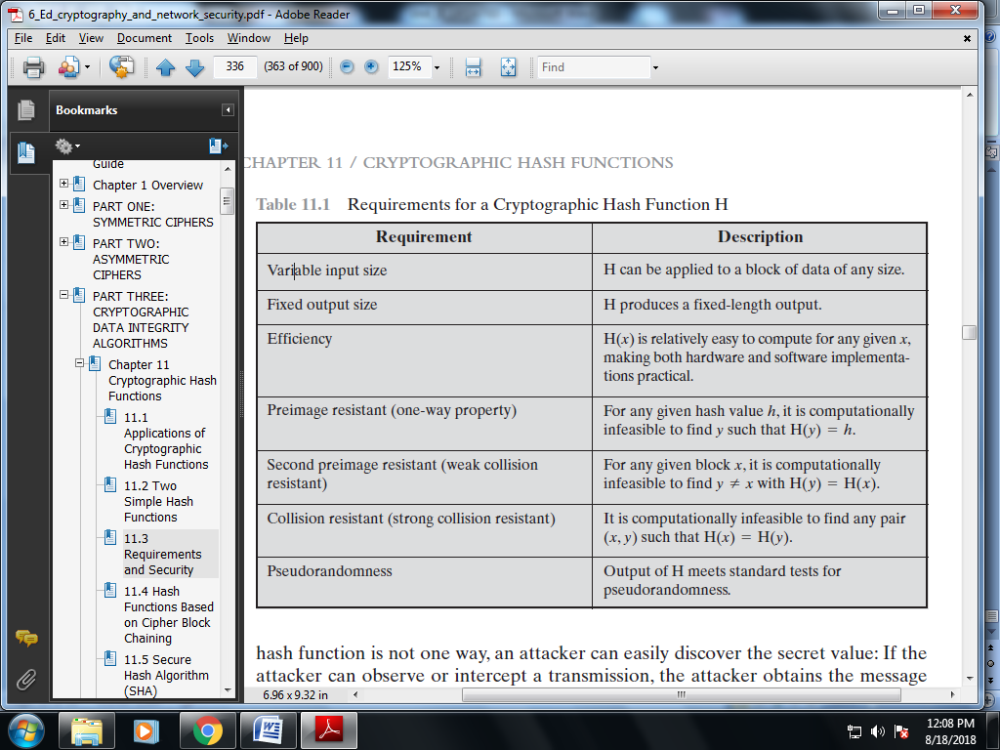 6_Ed_cryptography_and_network_security.pdf - Adobe Reader
File Edit View Document Tools Window Help
336 (363 of 900) 125% Find
Bookmarks
Guide
Chapter 1 Overview
PART ONE:
SYMMETRIC CIPHERS
PART TWO:
ASYMMETRIC
CIPHERS
PART THREE:
CRYPTOGRAPHIC
DATA INTEGRITY
ALGORITHMS
Chapter 11
Cryptographic Hash
Functions
11.1
Applications of
Cryptographic
Hash Functions
11.2 Two
Simple Hash
Functions
11.3
Requirements
and Security
11.4 Hash
Functions Based
on Cipher Block
Chaining
11.5 Secure
Hash Algorithm
(SHA)
CHAPTER 11 / CRYPTOGRAPHIC HASH FUNCTIONS
Table 11.1 Requirements for a Cryptographic Hash Function H
Requirement Description
Variable input size H can be applied to a block of data of any size.
Fixed output size H produces a fixed-length output.
Efficiency H(x) is relatively easy to compute for any given x,
making both hardware and software implementa-
tions practical.
Preimage resistant (one-way property) For any given hash value h, it is computationally
infeasible to find y such that H(y) = h.
Second preimage resistant (weak collision For any given block x, it is computationally
resistant) infeasible to find y ≠ x with H(y) = H(x).
Collision resistant (strong collision resistant) It is computationally infeasible to find any pair
(x, y) such that H(x) = H(y).
Pseudorandomness Output of H meets standard tests for
pseudorandomness.
hash function is not one way, an attacker can easily discover the secret value: If the
attacker can observe or intercept a transmission, the attacker obtains the message
6.96 x 9.32 in
12:08 PM
8/18/2018